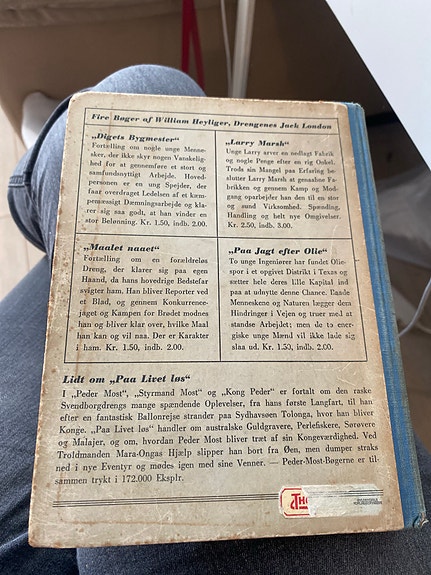 Fire Bøger af William Heyliger, Drengenes Jack London
„Digets Bygmester“
Fortælling om nogle unge Menne-
sker, der ikke skyr nogen Vanskelig-
hed for at gennemføre et stort og
samfundsnyttigt Arbejde. Hoved-
personen er en ung Spejder, der
faar overdraget Ledelsen af et kæm-
pemæssigt Dæmningsarbejde og kla-
rer sig saa godt, at han vinder en
stor Belønning. Kr. 1.50, indb. 2.00.
„Larry Marsh“
Unge Larry arver en nedlagt Fabrik
og nogle Penge efter en rig Onkel.
Trods sin Mangel paa Erfaring be-
slutter Larry Marsh at genaabne Fa-
brikken og gennem Kamp og Mod-
gang oparbejder han den til en stor
og sund Virksomhed. Spænding,
Handling og helt nye Omgivelser.
Kr. 2.50, indb. 3.00.
„Maalet naaet“
Fortælling om en forældreløs
Dreng, der klarer sig paa egen
Haand, da hans hovedrige Bedstefar
svigter ham. Han bliver Reporter ved
et Blad, og gennem Konkurrence-
jaget og Kampen for Brødet modnes
han og bliver klar over, hvilke Maal
han kan og vil naa. Der er Karakter
i ham. Kr. 1.50, indb. 2.00.
„Paa Jagt efter Olie“
To unge Ingeniører har fundet Olie-
spor i et opgivet Distrikt i Texas og
sætter hele deres lille Kapital ind
paa at udnytte denne Chance. Baade
Menneskene og Naturen lægger dem
Hindringer i Vejen og truer med at
standse Arbejdet; men de to ener-
giske unge Mænd vil ikke lade sig
slaa ud. Kr. 1.50, indb. 2.00.
Lidt om „Paa Livet løs“
I „Peder Most“, „Styrmand Most“ og „Kong Peder“ er fortalt om den raske
Svendborgdrengs mange spændende Oplevelser, fra hans første Langfart, til han
efter en fantastisk Ballonrejse strander paa Sydhavsøen Tolonga, hvor han bliver
Konge. „Paa Livet løs“ handler om australske Guldgravere, Perlefiskere, Sørøvere
og Malajer, og om, hvordan Peder Most bliver træt af sin Kongeværdighed. Ved
Troldmanden Mara-Ongas Hjælp slipper han bort fra Øen, men dumper straks
ned i nye Eventyr og mødes igen med sine Venner. — Peder-Most-Bøgerne er til-
sammen trykt i 172.000 Eksplr.